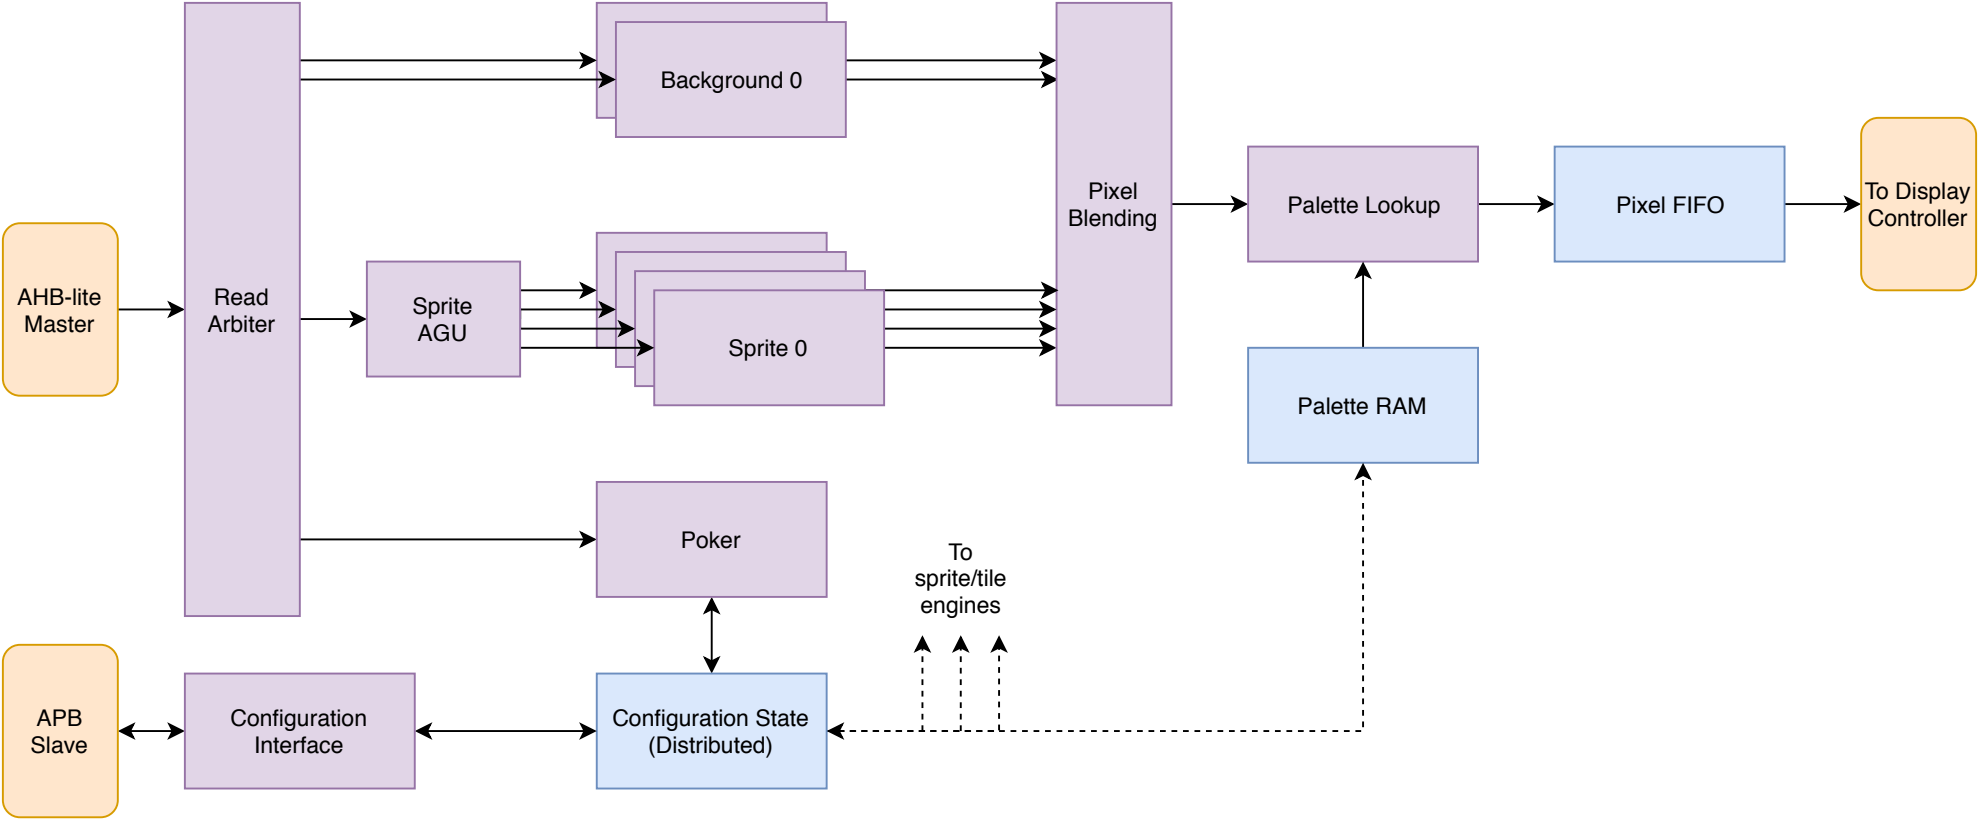 Background 0
Pixel
Blending
Palette Lookup
Pixel FIFO
To Display
Controller
AHB-lite
Master
Read
Arbiter
Sprite
AGU
Sprite 0
Palette RAM
Poker
To
sprite/tile
engines
APB
Slave
Configuration
Interface
Configuration State
(Distributed)